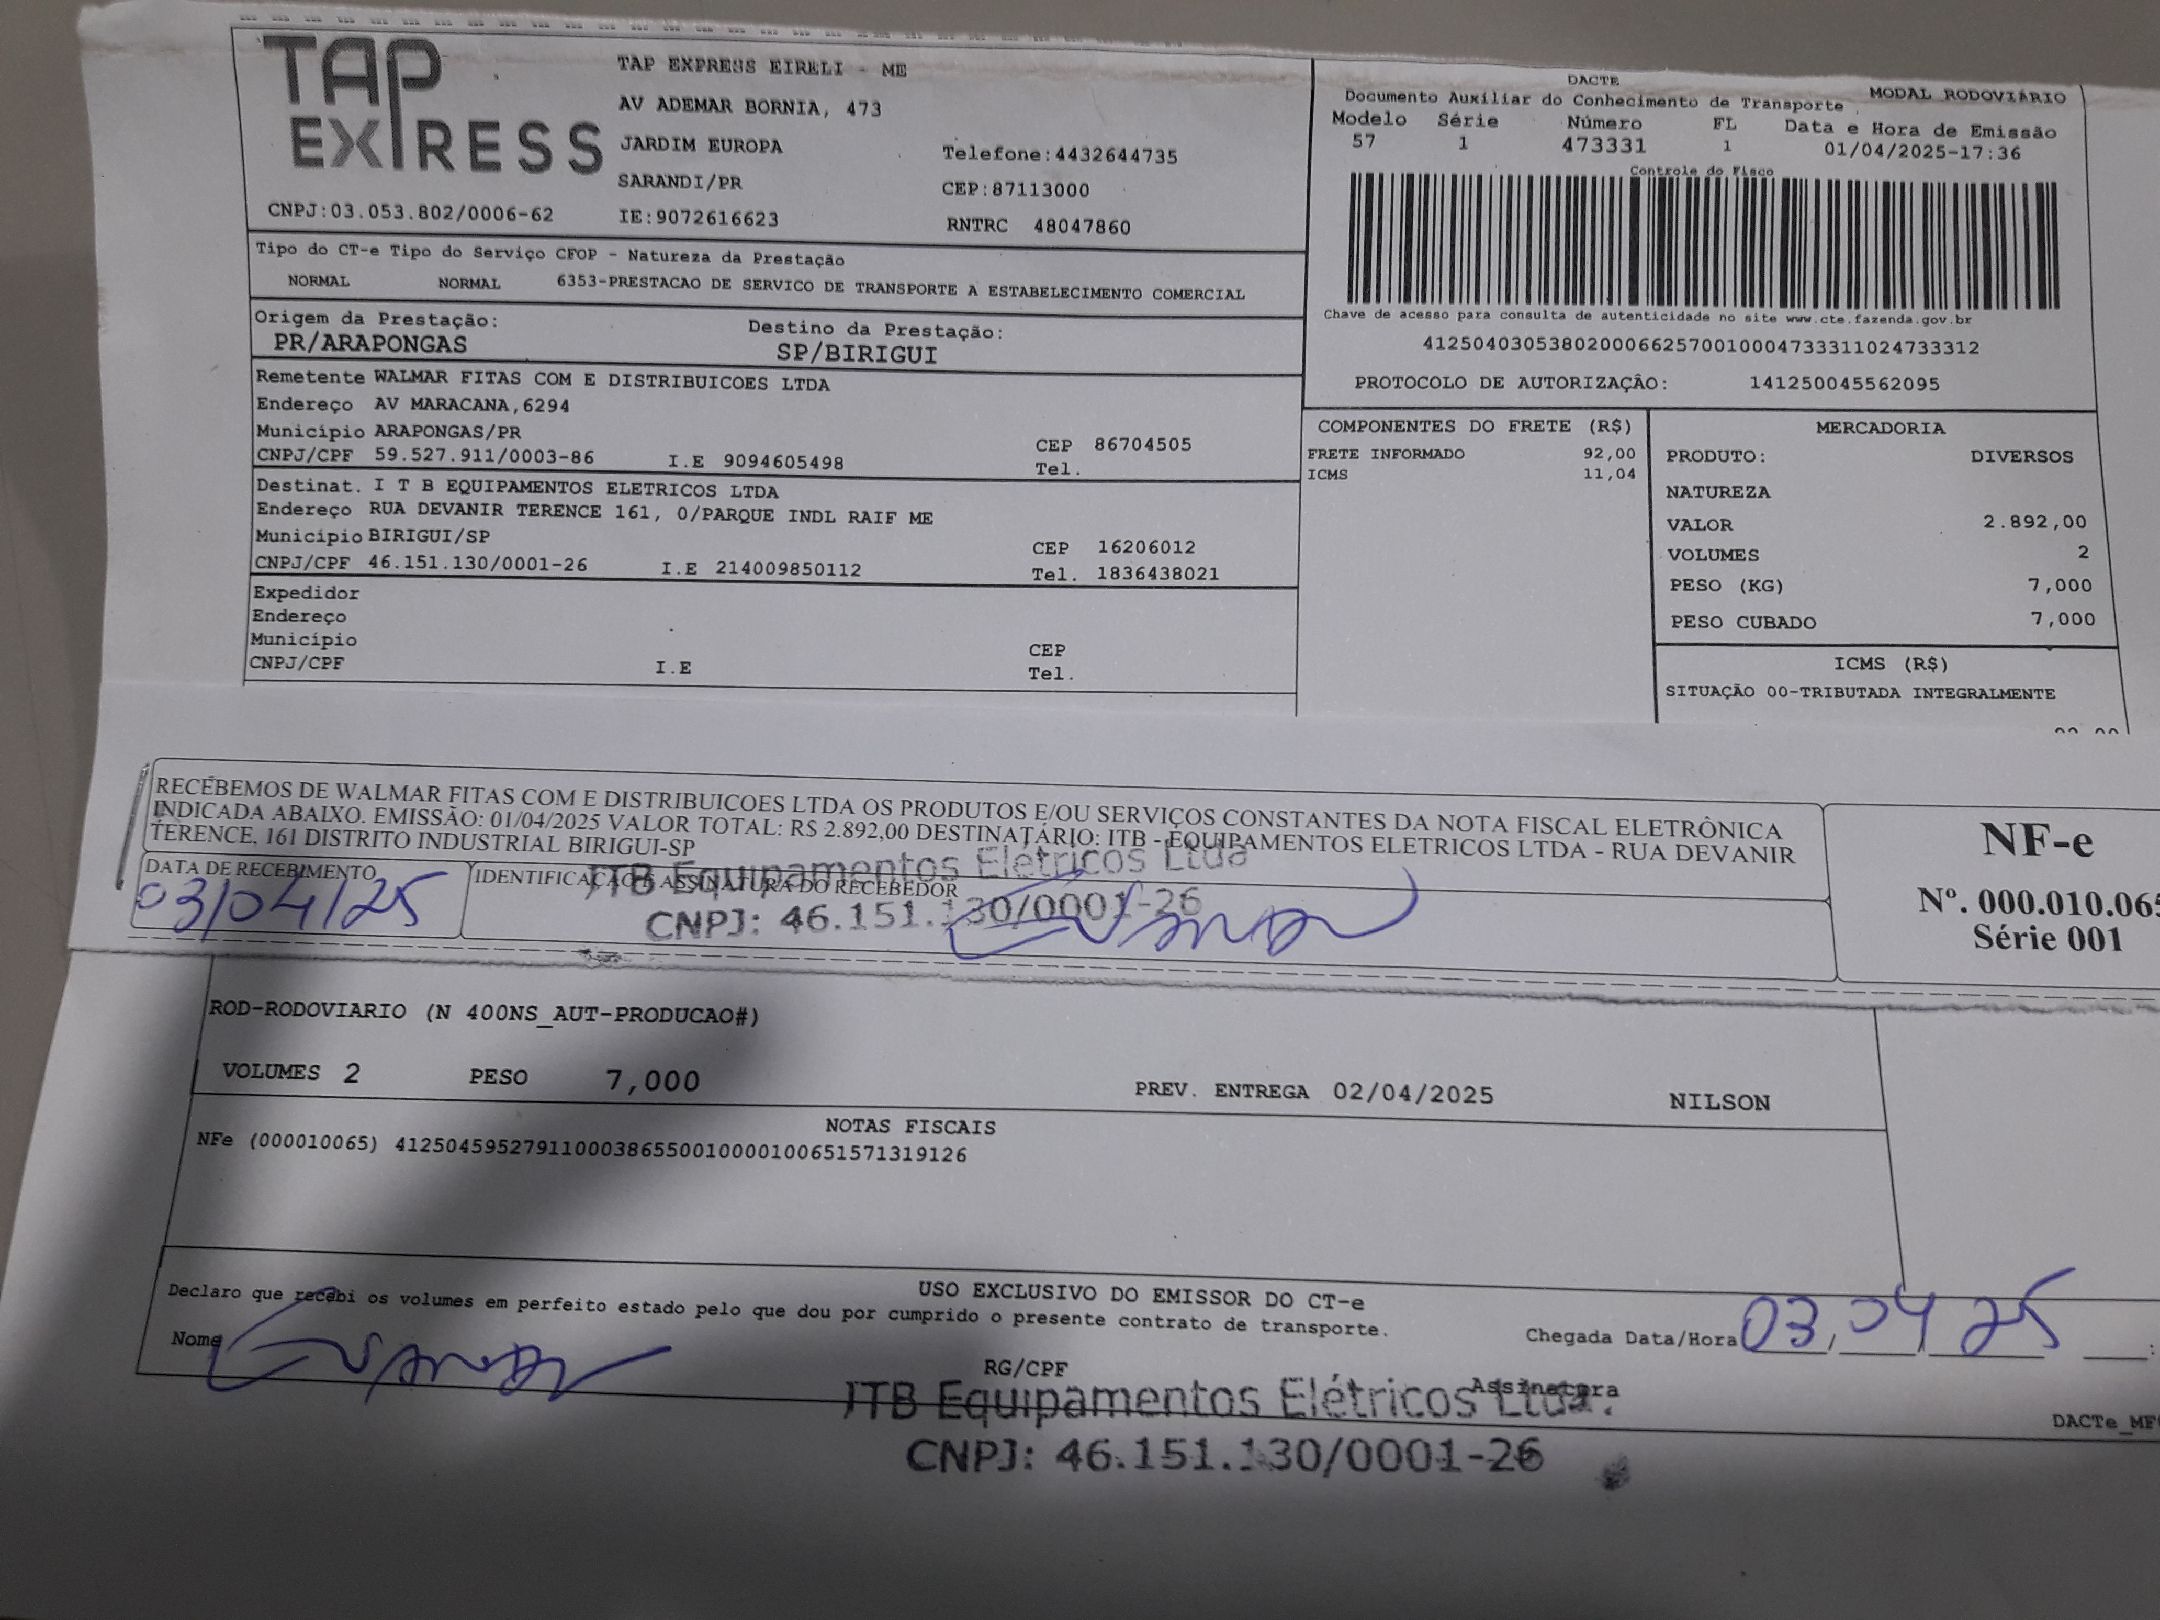 TAP EXPRESS
TAP EXPRESS EIRELI - ME
AV ADEMAR BORNIA, 473
JARDIM EUROPA
Telefone:4432644735
SARANDI/PR
CEP:87113000
CNPJ:03.053.802/0006-62
IE:9072616623
RNTRC 48047860
DACTE
Documento Auxiliar do Conhecimento de Transporte
MODAL RODOVIÁRIO
Modelo Série Número FL Data e Hora de Emissão
57 1 473331 1 01/04/2025-17:36
Controle do Fisco
Chave de acesso para consulta de autenticidade no site www.cte.fazenda.gov.br
41250403053802000662570010004733311024733312
PROTOCOLO DE AUTORIZAÇÂO: 141250045562095
Tipo do CT-e Tipo do Serviço CFOP - Natureza da Prestação
NORMAL NORMAL 6353-PRESTACAO DE SERVICO DE TRANSPORTE A ESTABELECIMENTO COMERCIAL
Origem da Prestação: Destino da Prestação:
PR/ARAPONGAS SP/BIRIGUI
Remetente WALMAR FITAS COM E DISTRIBUICOES LTDA
Endereço AV MARACANA,6294
Município ARAPONGAS/PR CEP 86704505
CNPJ/CPF 59.527.911/0003-86 I.E 9094605498 Tel.
Destinat. I T B EQUIPAMENTOS ELETRICOS LTDA
Endereço RUA DEVANIR TERENCE 161, 0/PARQUE INDL RAIF ME
Município BIRIGUI/SP CEP 16206012
CNPJ/CPF 46.151.130/0001-26 I.E 214009850112 Tel. 1836438021
Expedidor
Endereço
Município CEP
CNPJ/CPF I.E Tel.
COMPONENTES DO FRETE (R$)
FRETE INFORMADO 92,00
ICMS 11,04
MERCADORIA
PRODUTO: DIVERSOS
NATUREZA
VALOR 2.892,00
VOLUMES 2
PESO (KG) 7,000
PESO CUBADO 7,000
ICMS (R$)
SITUAÇÃO 00-TRIBUTADA INTEGRALMENTE
RECEBEMOS DE WALMAR FITAS COM E DISTRIBUICOES LTDA OS PRODUTOS E/OU SERVIÇOS CONSTANTES DA NOTA FISCAL ELETRÔNICA
INDICADA ABAIXO. EMISSÃO: 01/04/2025 VALOR TOTAL: R$ 2.892,00 DESTINATÁRIO: ITB - EQUIPAMENTOS ELETRICOS LTDA - RUA DEVANIR
TERENCE, 161 DISTRITO INDUSTRIAL BIRIGUI-SP
DATA DE RECEBIMENTO
IDENTIFICAÇÃO E ASSINATURA DO RECEBEDOR
03/04/25
ITB Equipamentos Elétricos Ltda
CNPJ: 46.151.130/0001-26
NF-e
Nº. 000.010.065
Série 001
ROD-RODOVIARIO (N 400NS_AUT-PRODUCAO#)
VOLUMES 2 PESO 7,000 PREV. ENTREGA 02/04/2025 NILSON
NOTAS FISCAIS
NFe (000010065) 41250459527911000386550010000100651571319126
USO EXCLUSIVO DO EMISSOR DO CT-e
Declaro que recebi os volumes em perfeito estado pelo que dou por cumprido o presente contrato de transporte.
Nome RG/CPF Assinatura
Chegada Data/Hora 03, 04 25
ITB Equipamentos Elétricos Ltda.
CNPJ: 46.151.130/0001-26